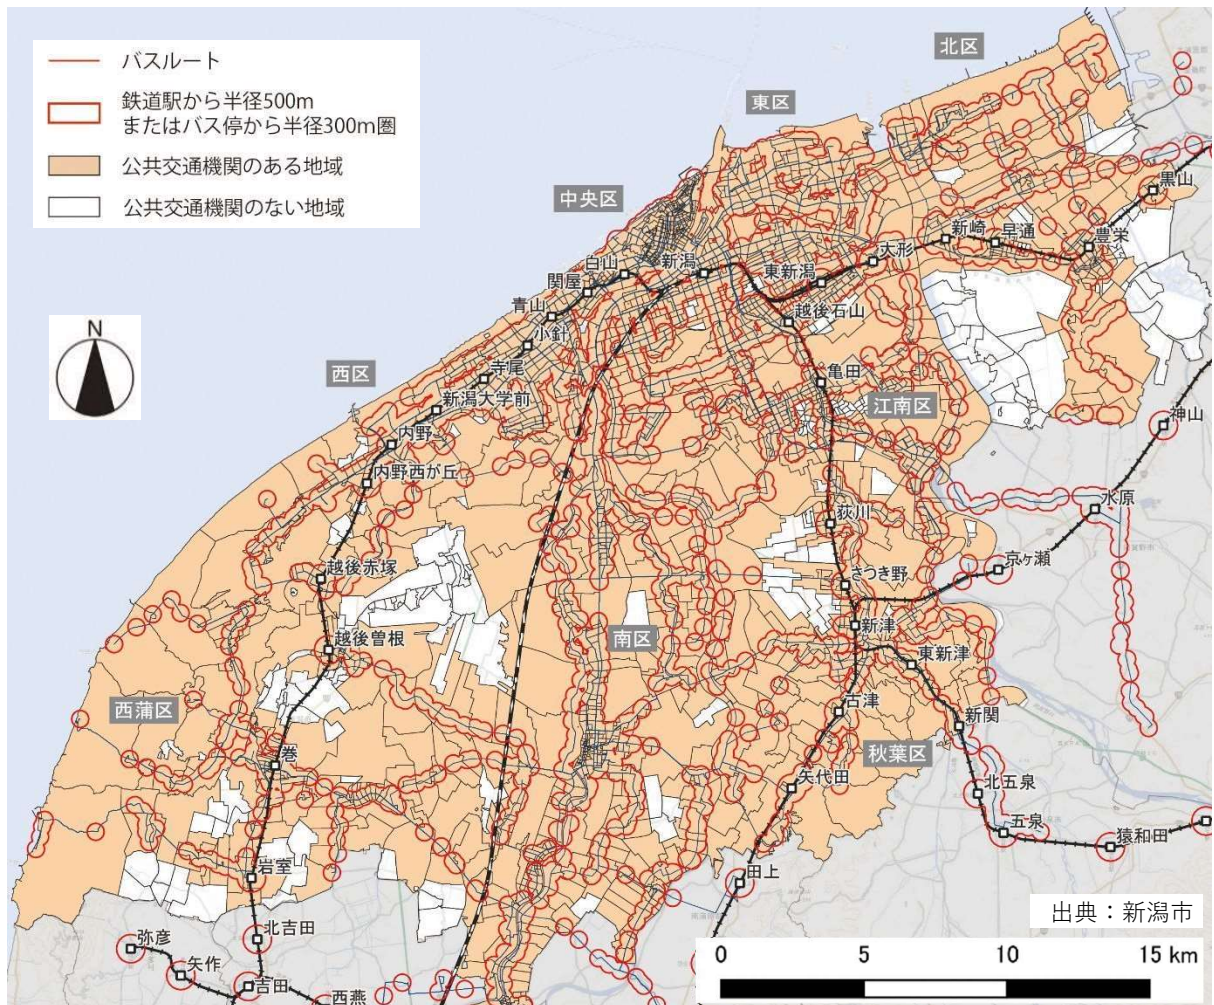 バスルート
鉄道駅から半径500m
またはバス停から半径300m圏
公共交通機関のある地域
公共交通機関のない地域
N
北区
東区
中央区
西区
江南区
南区
西蒲区
秋葉区
黒山
豊栄
早通
新崎
大形
東新潟
新潟
白山
関屋
青山
小針
寺尾
新潟大学前
内野
内野西が丘
越後赤塚
越後曽根
巻
岩室
北吉田
吉田
弥彦
矢作
西燕
越後石山
亀田
荻川
さつき野
新津
古津
矢代田
田上
東新津
新関
北五泉
五泉
猿和田
京ヶ瀬
水原
神山
出典：新潟市
0 5 10 15 km